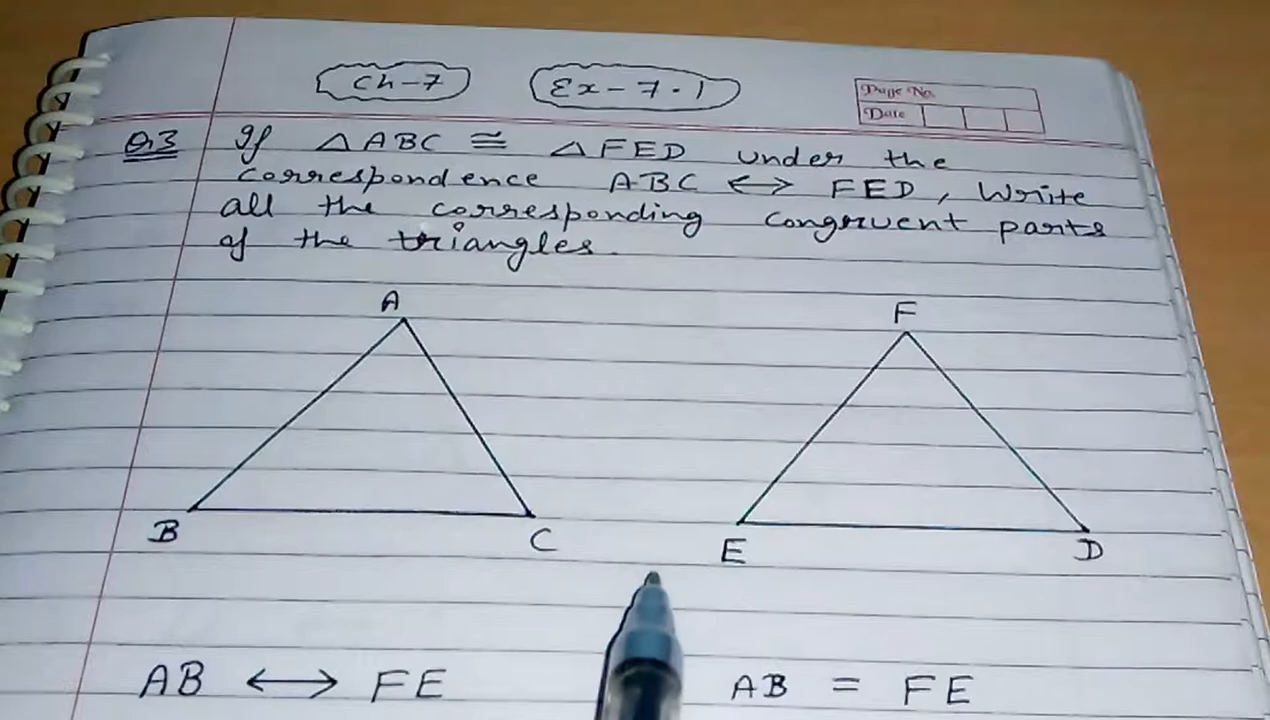 Ch-7 Ex-7.1
Page No.
Date
Q.3 If △ABC ≅ △FED under the
correspondence ABC ↔ FED, Write
all the corresponding congruent parts
of the triangles.
A F
B C E D
AB ↔ FE AB = FE